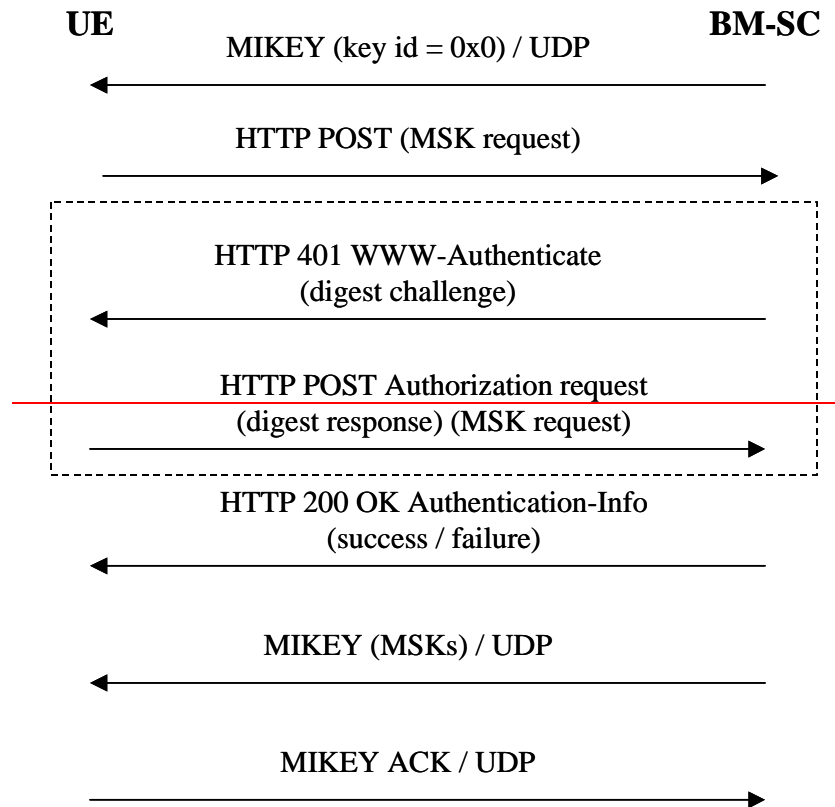 UE BM-SC
MIKEY (key id = 0x0) / UDP
HTTP POST (MSK request)
HTTP 401 WWW-Authenticate
(digest challenge)
HTTP POST Authorization request
(digest response) (MSK request)
HTTP 200 OK Authentication-Info
(success / failure)
MIKEY (MSKs) / UDP
MIKEY ACK / UDP